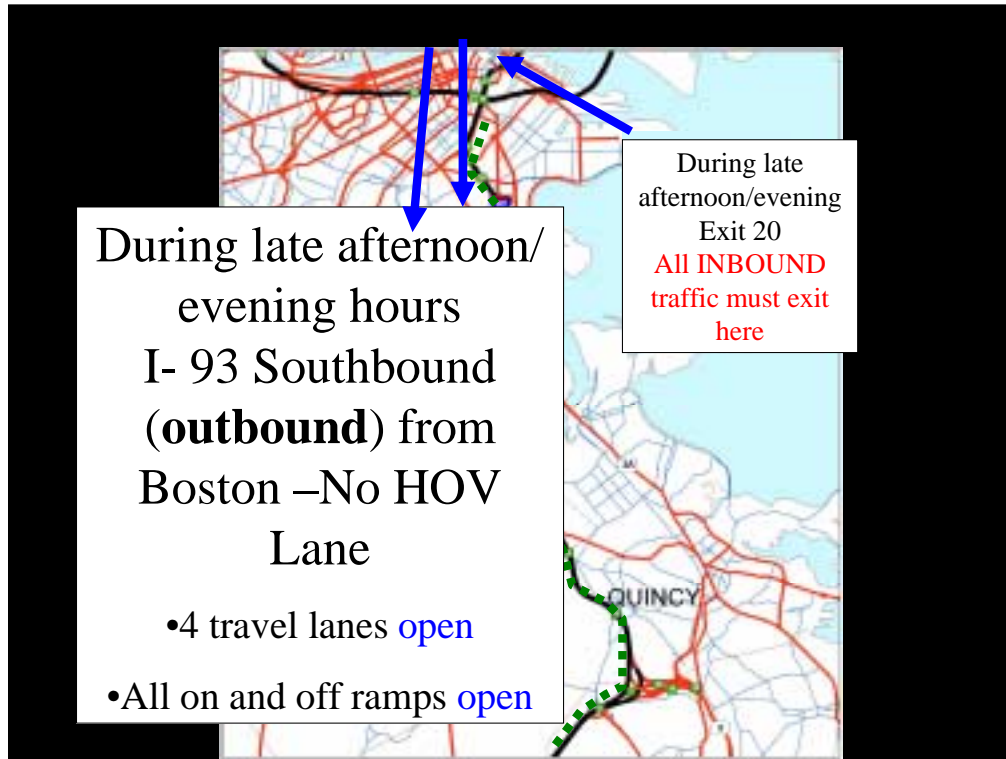 During late afternoon/
evening hours
I- 93 Southbound
(outbound) from
Boston –No HOV
Lane
•4 travel lanes open
•All on and off ramps open
During late
afternoon/evening
Exit 20
All INBOUND
traffic must exit
here
QUINCY